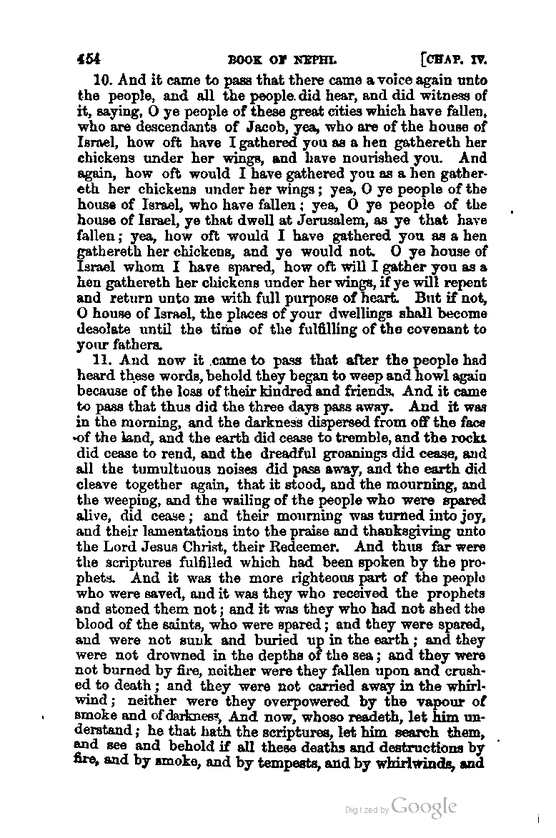 454 BOOK OF NEPHI. [CHAP. IV.
10. And it came to pass that there came a voice again unto
the people, and all the people did hear, and did witness of
it, saying, O ye people of these great cities which have fallen,
who are descendants of Jacob, yea, who are of the house of
Israel, how oft have I gathered you as a hen gathereth her
chickens under her wings, and have nourished you. And
again, how oft would I have gathered you as a hen gather-
eth her chickens under her wings; yea, O ye people of the
house of Israel, who have fallen; yea, O ye people of the
house of Israel, ye that dwell at Jerusalem, as ye that have
fallen; yea, how oft would I have gathered you as a hen
gathereth her chickens, and ye would not. O ye house of
Israel whom I have spared, how oft will I gather you as a
hen gathereth her chickens under her wings, if ye will repent
and return unto me with full purpose of heart. But if not,
O house of Israel, the places of your dwellings shall become
desolate until the time of the fulfilling of the covenant to
your fathers.
11. And now it came to pass that after the people had
heard these words, behold they began to weep and howl again
because of the loss of their kindred and friends. And it came
to pass that thus did the three days pass away. And it was
in the morning, and the darkness dispersed from off the face
of the land, and the earth did cease to tremble, and the rocks
did cease to rend, and the dreadful groanings did cease, and
all the tumultuous noises did pass away, and the earth did
cleave together again, that it stood, and the mourning, and
the weeping, and the wailing of the people who were spared
alive, did cease; and their mourning was turned into joy,
and their lamentations into the praise and thanksgiving unto
the Lord Jesus Christ, their Redeemer. And thus far were
the scriptures fulfilled which had been spoken by the pro-
phets. And it was the more righteous part of the people
who were saved, and it was they who received the prophets
and stoned them not; and it was they who had not shed the
blood of the saints, who were spared; and they were spared,
and were not sunk and buried up in the earth; and they
were not drowned in the depths of the sea; and they were
not burned by fire, neither were they fallen upon and crush-
ed to death; and they were not carried away in the whirl-
wind; neither were they overpowered by the vapour of
smoke and of darkness, And now, whoso readeth, let him un-
derstand; he that hath the scriptures, let him search them,
and see and behold if all these deaths and destructions by
fire, and by smoke, and by tempests, and by whirlwinds, and
Digitized by Google